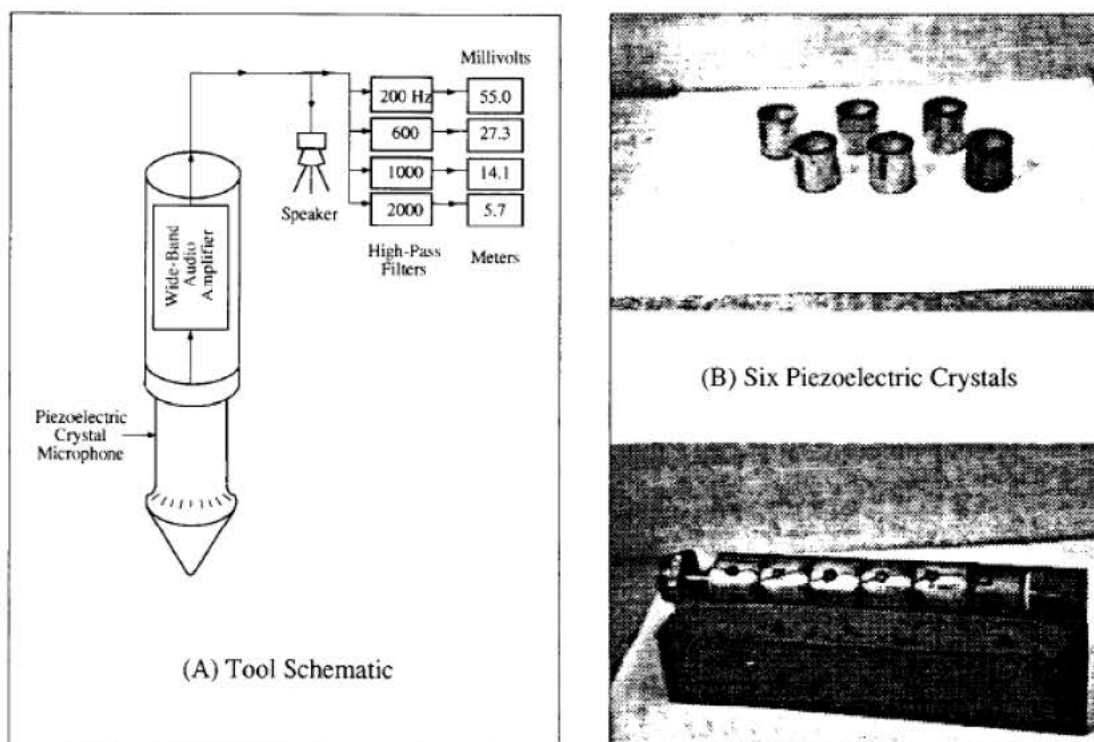 Millivolts
200 Hz
55.0
600
27.3
1000
14.1
2000
5.7
Speaker
High-Pass
Filters
Meters
Wide-Band
Audio
Amplifier
Piezoelectric
Crystal
Microphone
(A) Tool Schematic
(B) Six Piezoelectric Crystals